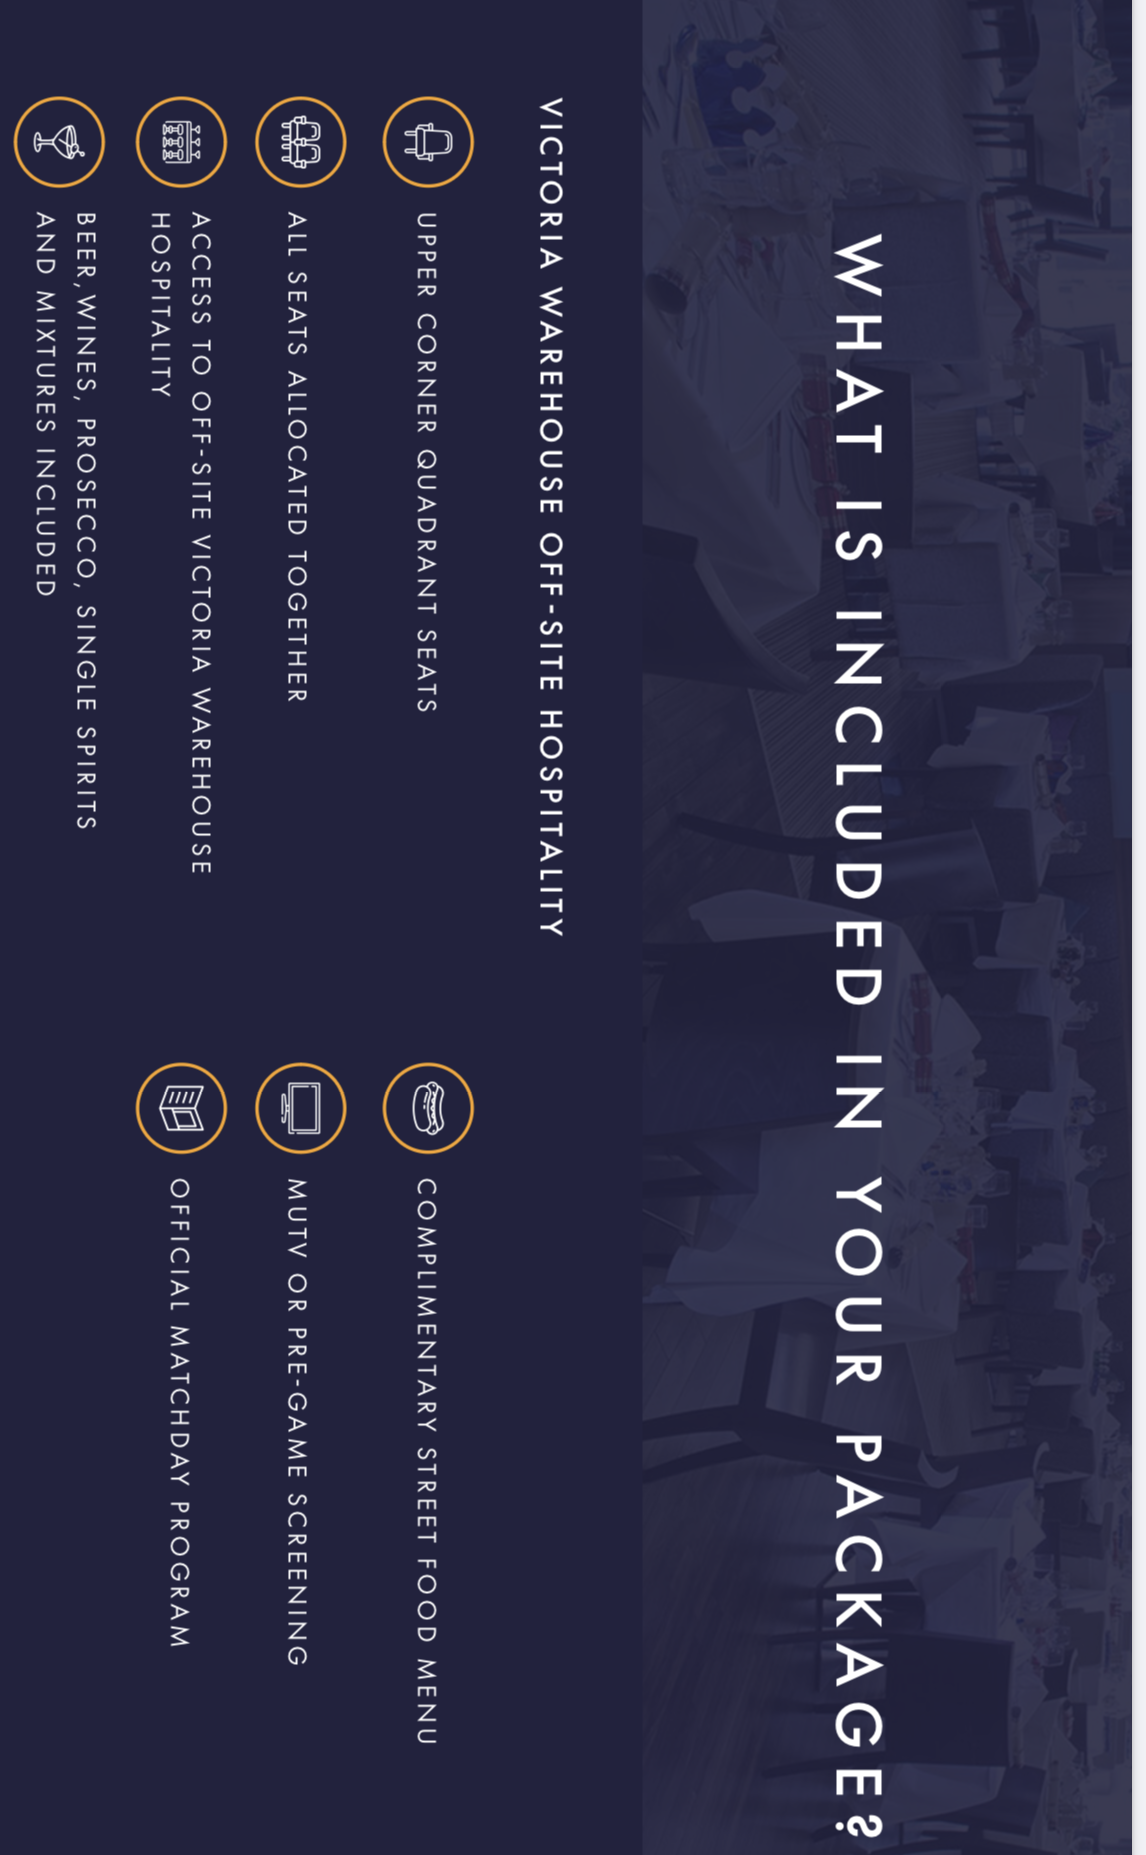 WHAT IS INCLUDED IN YOUR PACKAGE?
VICTORIA WAREHOUSE OFF-SITE HOSPITALITY
UPPER CORNER QUADRANT SEATS
ALL SEATS ALLOCATED TOGETHER
ACCESS TO OFF-SITE VICTORIA WAREHOUSE
HOSPITALITY
BEER, WINES, PROSECCO, SINGLE SPIRITS
AND MIXTURES INCLUDED
COMPLIMENTARY STREET FOOD MENU
MUTV OR PRE-GAME SCREENING
OFFICIAL MATCHDAY PROGRAM